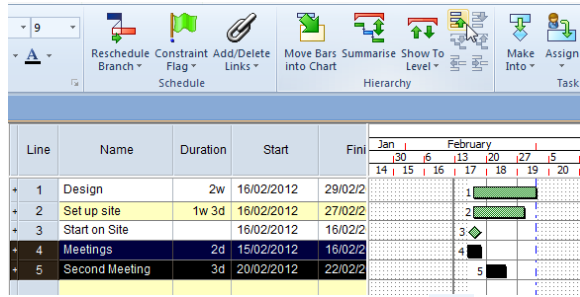 9
A
Reschedule Constraint Add/Delete
Branch Flag Links
Schedule
Move Bars Summarise Show To
into Chart Level
Hierarchy
Make Assign
Into
Task
Line Name Duration Start Fini
Jan February
30 6 13 20 27 5
14 15 16 17 18 19 20
1 Design 2w 16/02/2012 29/02/2 1
2 Set up site 1w 3d 16/02/2012 27/02/2 2
3 Start on Site 16/02/2012 16/02/2 3
4 Meetings 2d 15/02/2012 16/02/2 4
5 Second Meeting 3d 20/02/2012 22/02/2 5